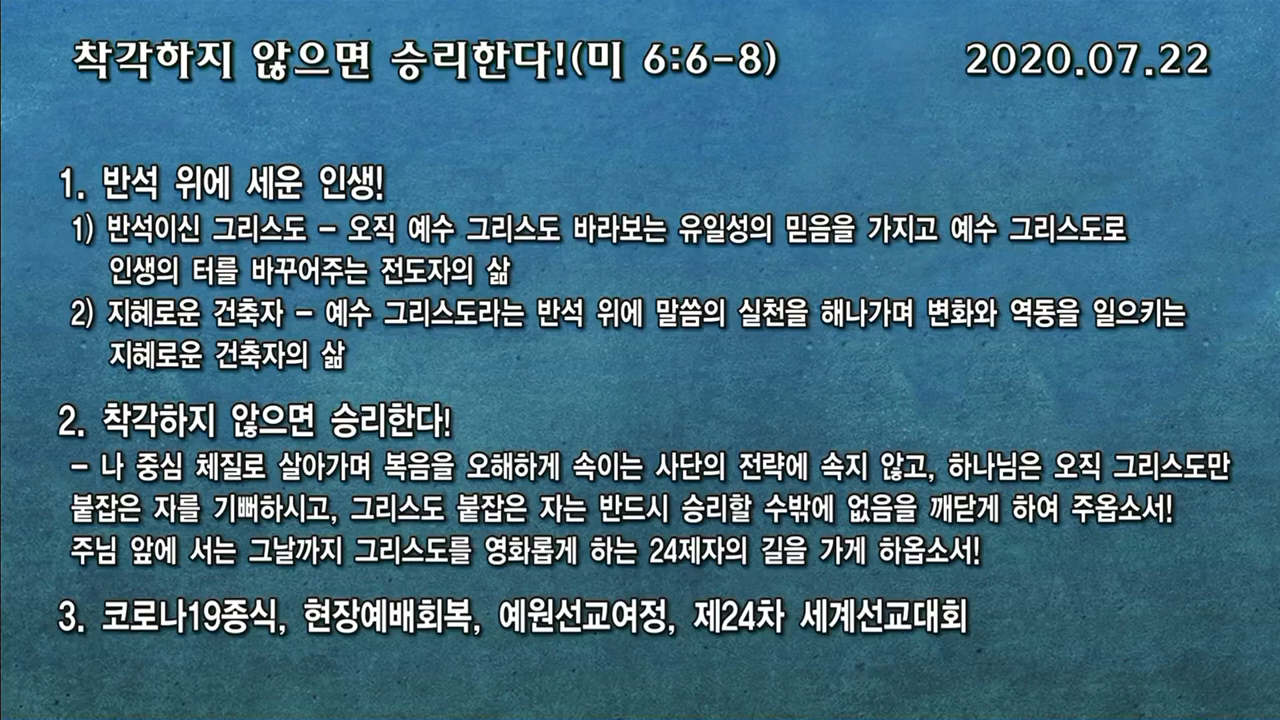 착각하지 않으면 승리한다!(미 6:6-8) 2020.07.22
1. 반석 위에 세운 인생!
1) 반석이신 그리스도 - 오직 예수 그리스도 바라보는 유일성의 믿음을 가지고 예수 그리스도로
인생의 터를 바꾸어주는 전도자의 삶
2) 지혜로운 건축자 - 예수 그리스도라는 반석 위에 말씀의 실천을 해나가며 변화와 역동을 일으키는
지혜로운 건축자의 삶
2. 착각하지 않으면 승리한다!
- 나 중심 체질로 살아가며 복음을 오해하게 속이는 사단의 전략에 속지 않고, 하나님은 오직 그리스도만
붙잡은 자를 기뻐하시고, 그리스도 붙잡은 자는 반드시 승리할 수밖에 없음을 깨닫게 하여 주옵소서!
주님 앞에 서는 그날까지 그리스도를 영화롭게 하는 24제자의 길을 가게 하옵소서!
3. 코로나19종식, 현장예배회복, 예원선교여정, 제24차 세계선교대회